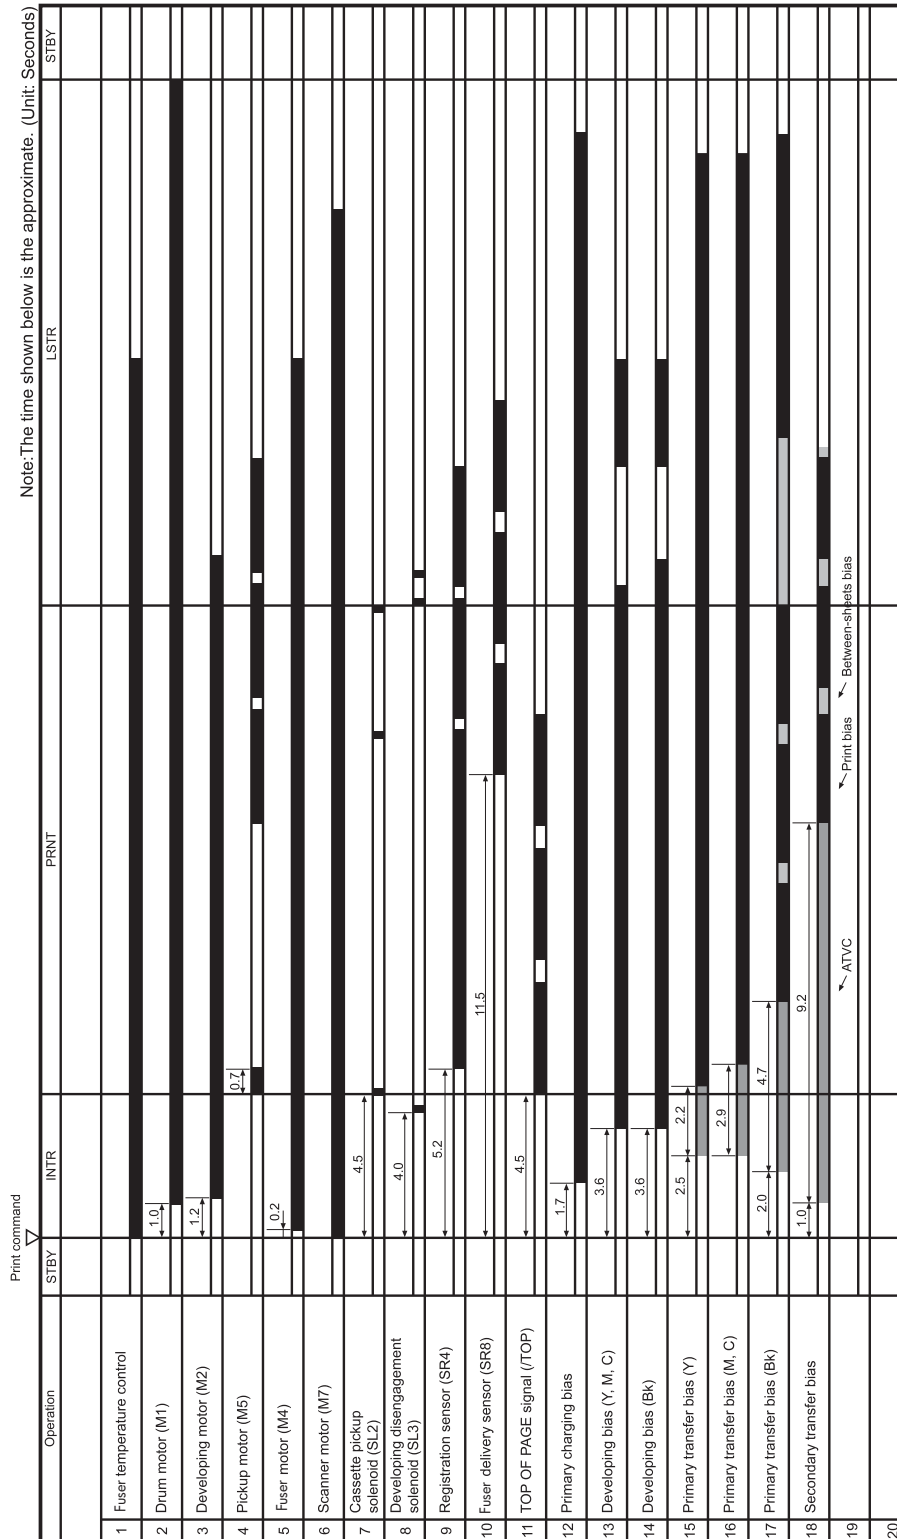 Note:The time shown below is the approximate. (Unit: Seconds)
Print command
Operation STBY INTR PRNT LSTR STBY
1 Fuser temperature control
2 Drum motor (M1) 1.0
3 Developing motor (M2) 1.2
4 Pickup motor (M5) 0.7
5 Fuser motor (M4) 0.2
6 Scanner motor (M7)
7 Cassette pickup
solenoid (SL2) 4.5
8 Developing disengagement
solenoid (SL3) 4.0
9 Registration sensor (SR4) 5.2
10 Fuser delivery sensor (SR8) 11.5
11 TOP OF PAGE signal (/TOP) 4.5
12 Primary charging bias 1.7
13 Developing bias (Y, M, C) 3.6
14 Developing bias (Bk) 3.6
15 Primary transfer bias (Y) 2.5 2.2
16 Primary transfer bias (M, C) 2.9
17 Primary transfer bias (Bk) 2.0 4.7
18 Secondary transfer bias 1.0 9.2
19 ATVC Print bias Between-sheets bias
20